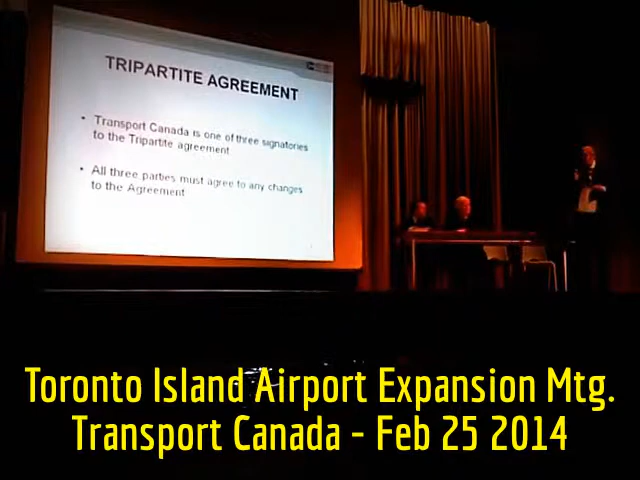 TRIPARTITE AGREEMENT
• Transport Canada is one of three signatories
to the Tripartite agreement
• All three parties must agree to any changes
to the Agreement
Toronto Island Airport Expansion Mtg.
Transport Canada - Feb 25 2014